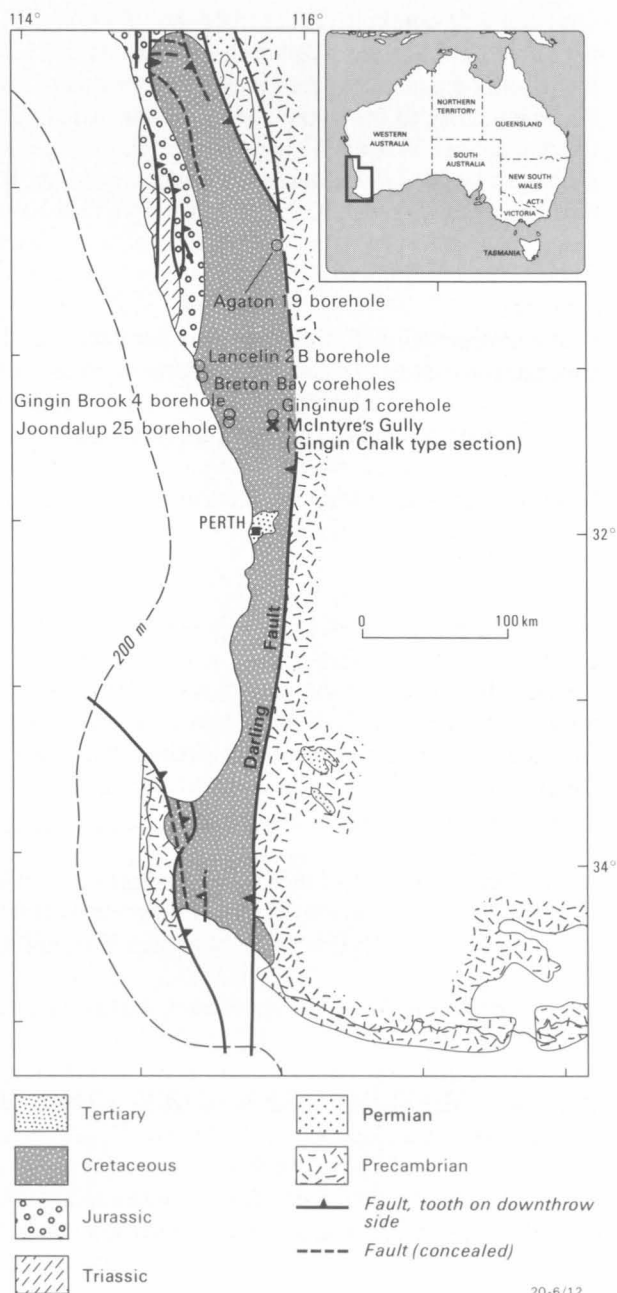 114°
116°
NORTHERN
TERRITORY
QUEENSLAND
WESTERN
AUSTRALIA
SOUTH
AUSTRALIA
NEW SOUTH
WALES
ACT
VICTORIA
TASMANIA
Agaton 19 borehole
Lancelin 2B borehole
Breton Bay coreholes
Gingin Brook 4 borehole
Ginginup 1 corehole
Joondalup 25 borehole
McIntyre's Gully
(Gingin Chalk type section)
PERTH
32°
0
100 km
200 m
Darling Fault
34°
Tertiary
Permian
Cretaceous
Precambrian
Jurassic
Fault, tooth on downthrow
side
Fault (concealed)
Triassic
20-6/12